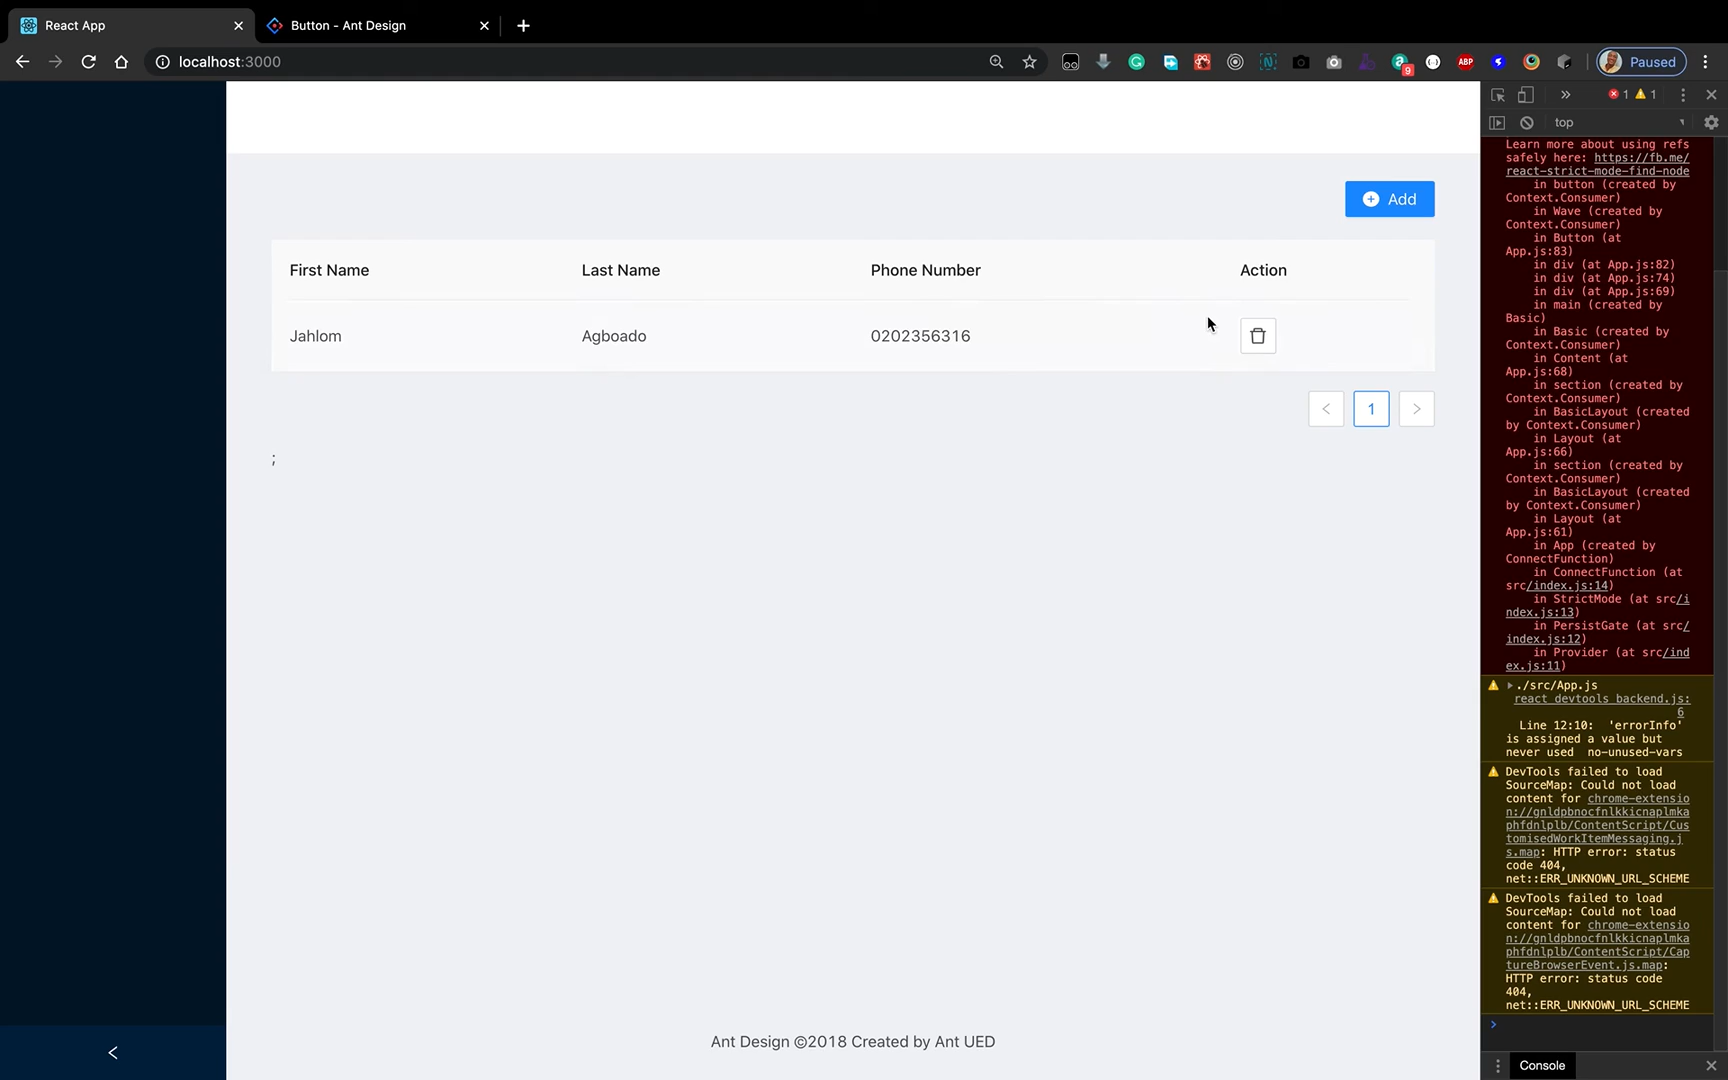 React App
Button - Ant Design
localhost:3000
9
ABP
Paused
1 1
top
Add
First Name Last Name Phone Number Action
Jahlom Agboado 0202356316
1
;
Ant Design ©2018 Created by Ant UED
Learn more about using refs
safely here: https://fb.me/
react-strict-mode-find-node
in button (created by
Context.Consumer)
in Wave (created by
Context.Consumer)
in Button (at
App.js:83)
in div (at App.js:82)
in div (at App.js:74)
in div (at App.js:69)
in main (created by
Basic)
in Basic (created by
Context.Consumer)
in Content (at
App.js:68)
in section (created by
Context.Consumer)
in BasicLayout (created
by Context.Consumer)
in Layout (at
App.js:66)
in section (created by
Context.Consumer)
in BasicLayout (created
by Context.Consumer)
in Layout (at
App.js:61)
in App (created by
ConnectFunction)
in ConnectFunction (at
src/index.js:14)
in StrictMode (at src/i
ndex.js:13)
in PersistGate (at src/
index.js:12)
in Provider (at src/ind
ex.js:11)
./src/App.js
react_devtools_backend.js:
6
Line 12:10: 'errorInfo'
is assigned a value but
never used no-unused-vars
DevTools failed to load
SourceMap: Could not load
content for chrome-extensio
n://gnldpbnocfnlkkicnaplmka
phfdnlplb/ContentScript/Cus
tomisedWorkItemMessaging.j
s.map: HTTP error: status
code 404,
net::ERR_UNKNOWN_URL_SCHEME
DevTools failed to load
SourceMap: Could not load
content for chrome-extensio
n://gnldpbnocfnlkkicnaplmka
phfdnlplb/ContentScript/Cap
tureBrowserEvent.js.map:
HTTP error: status code
404,
net::ERR_UNKNOWN_URL_SCHEME
Console